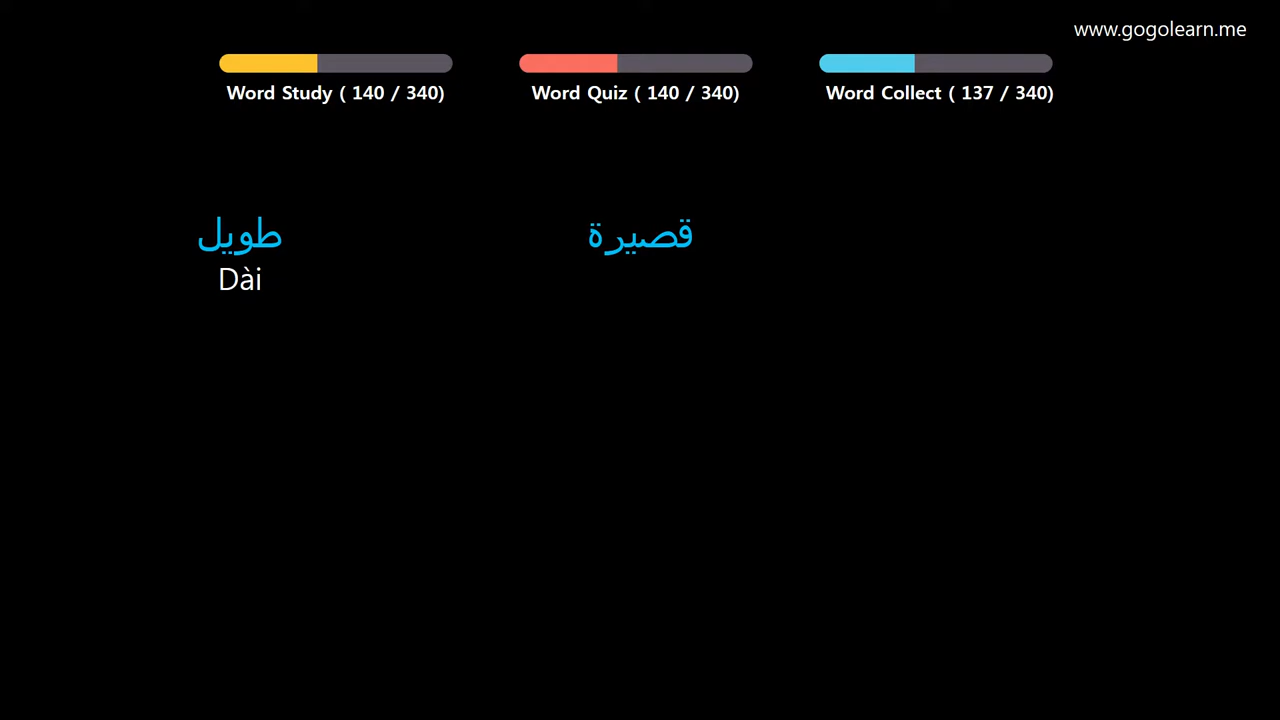 www.gogolearn.me
Word Study ( 140 / 340)
Word Quiz ( 140 / 340)
Word Collect ( 137 / 340)
طويل
Dài
قصيرة